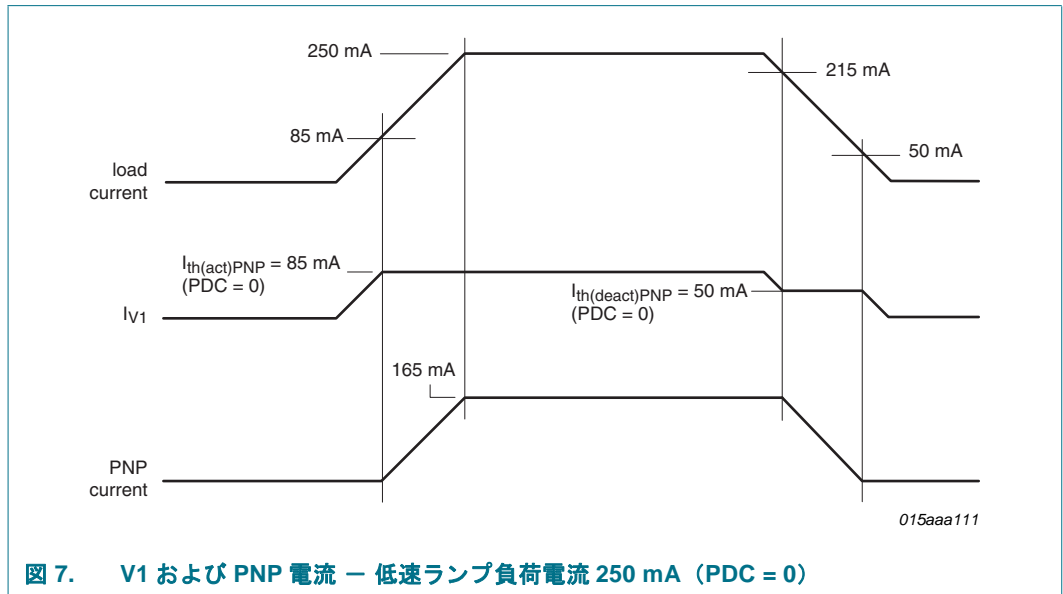 250 mA
215 mA
85 mA
50 mA
load
current
Ith(act)PNP = 85 mA
(PDC = 0)
Ith(deact)PNP = 50 mA
(PDC = 0)
IV1
165 mA
PNP
current
015aaa111
図 7. V1 および PNP 電流 － 低速ランプ負荷電流 250 mA（PDC = 0）